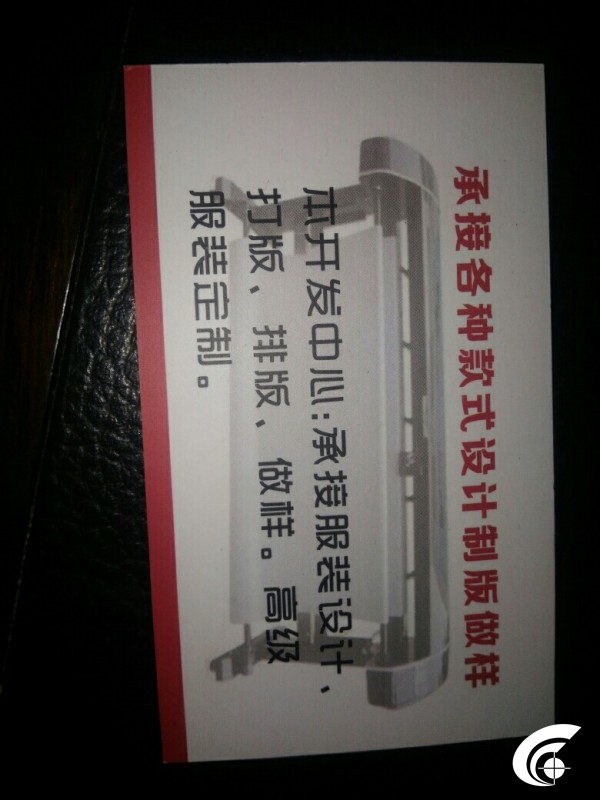 承接各种款式设计制版做样
本开发中心:承接服装设计、
打版、排版、做样。高级
服装定制。